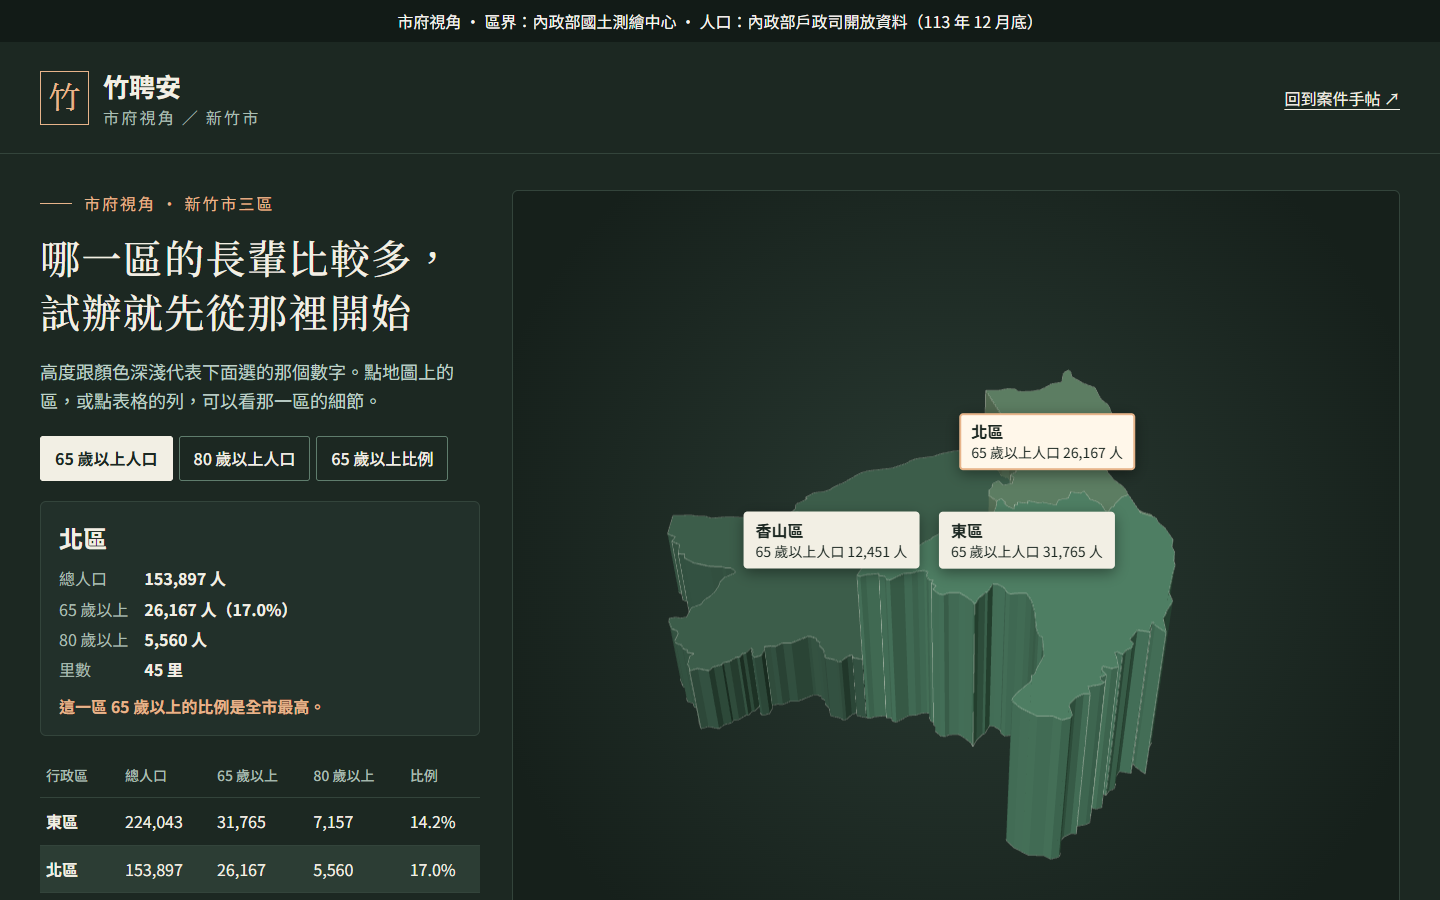 市府視角 • 區界：內政部國土測繪中心 • 人口：內政部戶政司開放資料（113 年 12 月底）
竹
竹聘安
市府視角 ／ 新竹市
回到案件手帖 ↗
市府視角 • 新竹市三區
哪一區的長輩比較多，
試辦就先從那裡開始
高度跟顏色深淺代表下面選的那個數字。點地圖上的
區，或點表格的列，可以看那一區的細節。
65 歲以上人口 80 歲以上人口 65 歲以上比例
北區
總人口 153,897 人
65 歲以上 26,167 人（17.0%）
80 歲以上 5,560 人
里數 45 里
這一區 65 歲以上的比例是全市最高。
行政區 總人口 65 歲以上 80 歲以上 比例
東區 224,043 31,765 7,157 14.2%
北區 153,897 26,167 5,560 17.0%
北區
65 歲以上人口 26,167 人
香山區
65 歲以上人口 12,451 人
東區
65 歲以上人口 31,765 人